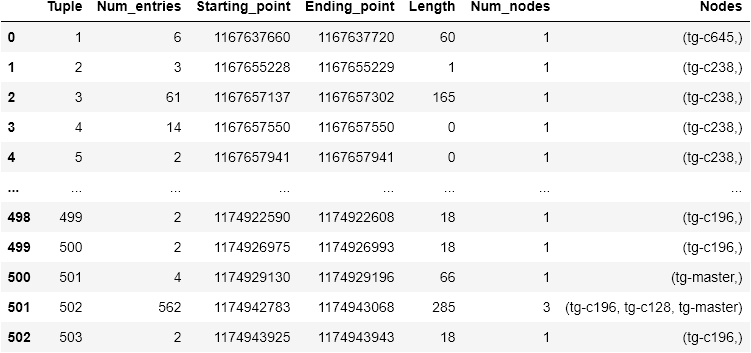 Tuple Num_entries Starting_point Ending_point Length Num_nodes Nodes
0 1 6 1167637660 1167637720 60 1 (tg-c645,)
1 2 3 1167655228 1167655229 1 1 (tg-c238,)
2 3 61 1167657137 1167657302 165 1 (tg-c238,)
3 4 14 1167657550 1167657550 0 1 (tg-c238,)
4 5 2 1167657941 1167657941 0 1 (tg-c238,)
... ... ... ... ... ... ... ...
498 499 2 1174922590 1174922608 18 1 (tg-c196,)
499 500 2 1174926975 1174926993 18 1 (tg-c196,)
500 501 4 1174929130 1174929196 66 1 (tg-master,)
501 502 562 1174942783 1174943068 285 3 (tg-c196, tg-c128, tg-master)
502 503 2 1174943925 1174943943 18 1 (tg-c196,)